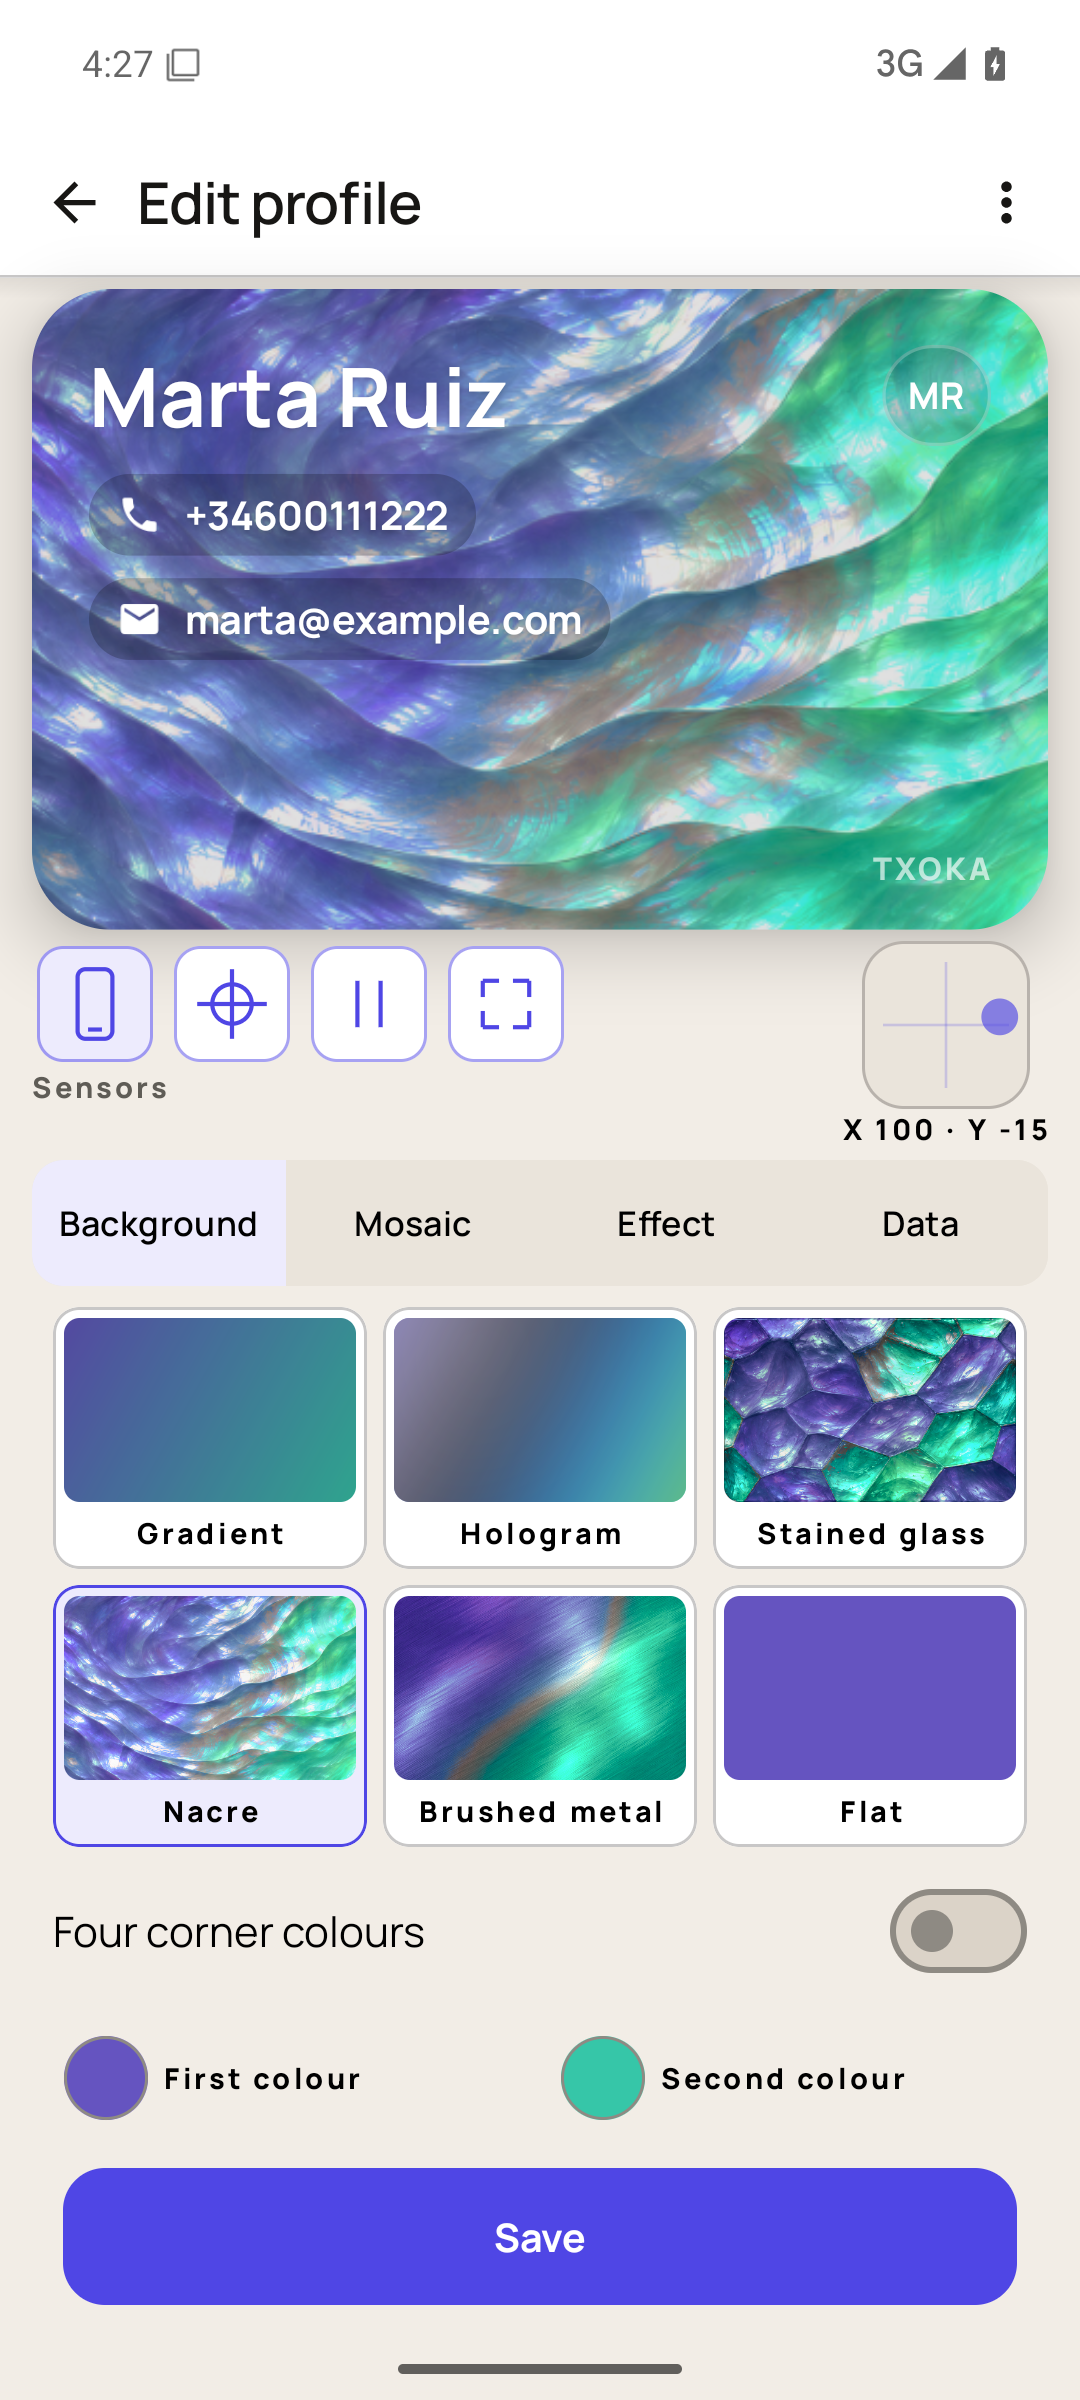 4:27
3G
Edit profile
Marta Ruiz
MR
+34600111222
marta@example.com
TXOKA
Sensors
X 100 · Y -15
Background
Mosaic
Effect
Data
Gradient
Hologram
Stained glass
Nacre
Brushed metal
Flat
Four corner colours
First colour
Second colour
Save